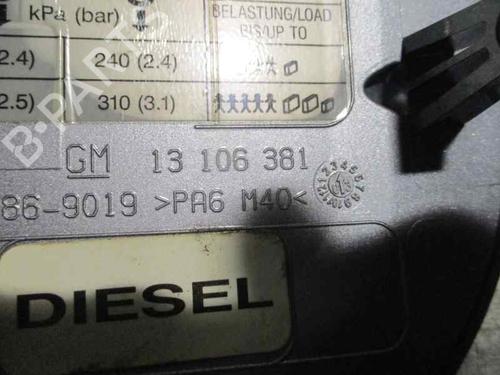 BELASTUNG/LOAD
kPa (bar)
BIS/UP TO
2.4)
240 (2.4)
2.5)
310 (3.1)
B-PARTS
GM 13 106 381
86-9019 >PA6 M40<
DIESEL